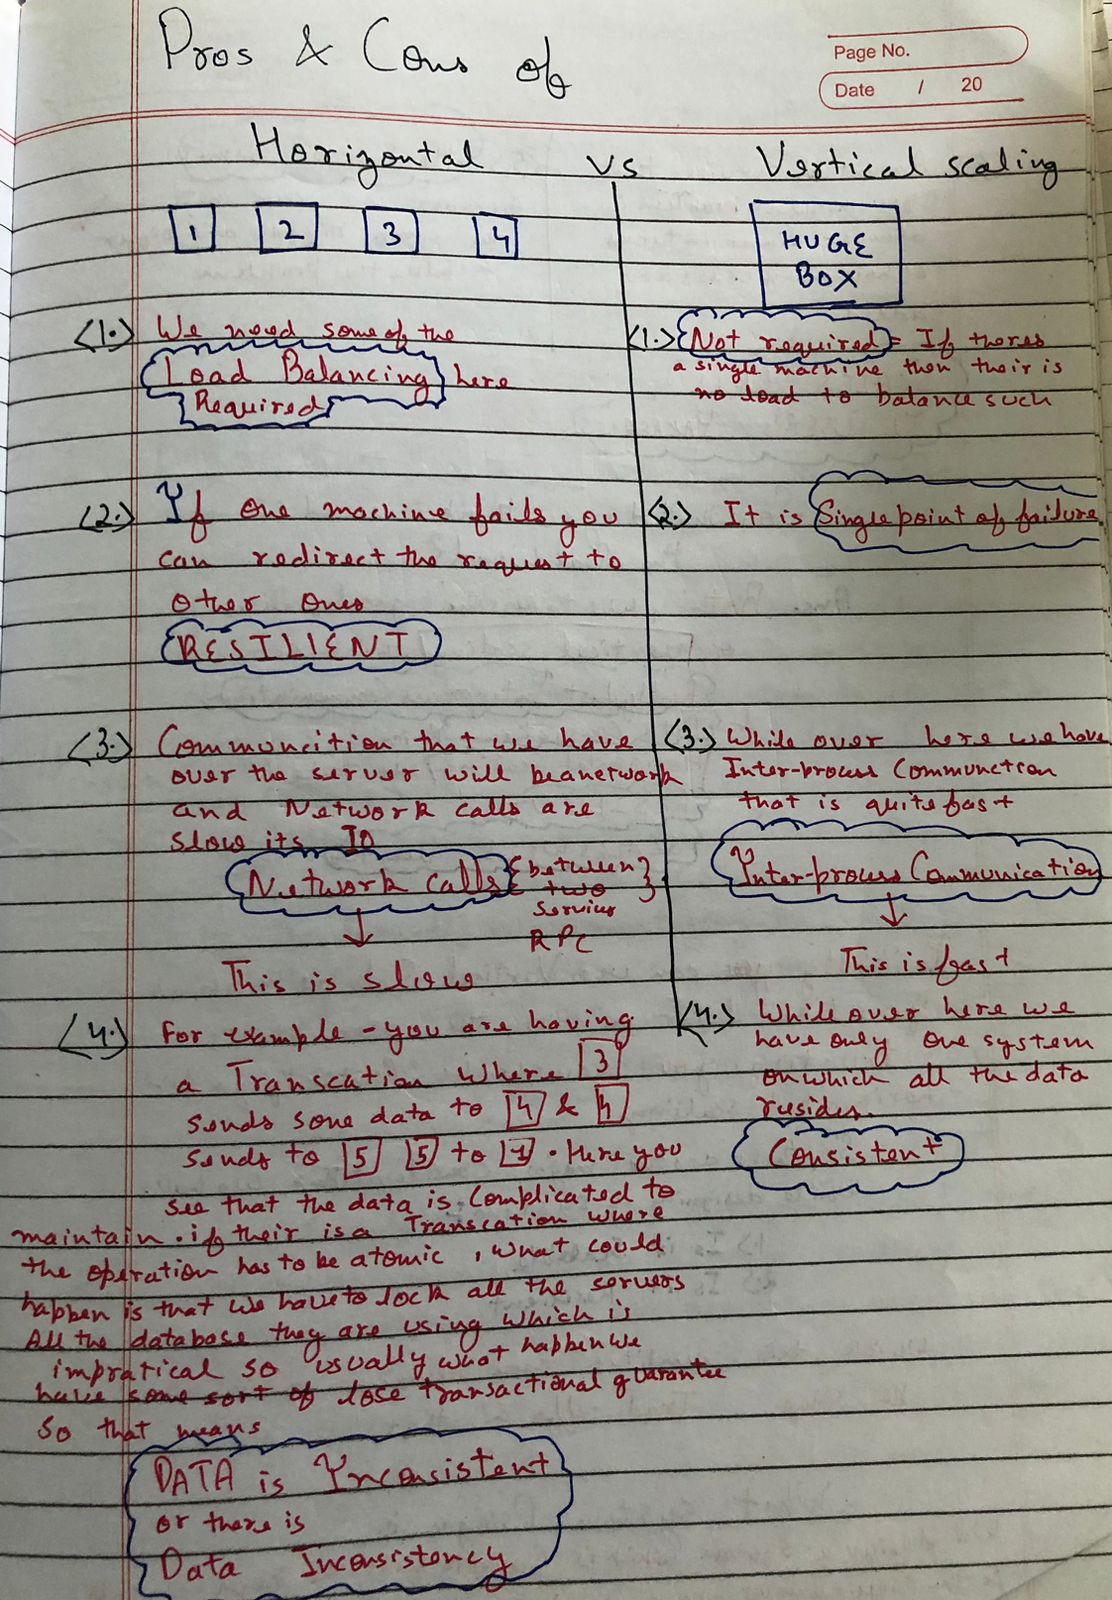 Pros & Cons of
Page No.
Date / 20
Horizontal vs Vertical scaling
1 2 3 4
HUGE
BOX
(1.) We need some of the
Load Balancing here
Required
(1.) Not required = If theres
a single machine then their is
no load to balance such
(2.) If one machine fails you
can redirect the request to
other ones
RESILIENT
(2.) It is Single point of failure
(3.) Communcition that we have
over the server will be a network
and Network calls are
slow its IO
Network calls {between}
two
services
RPC
This is slow
(3.) While over here we have
Inter-process Communction
that is quite fast
Inter-process Communication
This is fast
(4.) For example - you are having
a Transcation where 3
sends some data to 4 & 4
sends to 5 5 to 1. Here you
see that the data is complicated to
maintain. if their is a Transcation where
the operation has to be atomic, what could
happen is that we have to lock all the servers
All the database they are using which is
impratical so usually what happen we
have some sort of lose transactional guarantee
so that means
DATA is Inconsistent
or there is
Data Inconsistency
(4.) While over here we
have only one system
on which all the data
resides.
Consistent